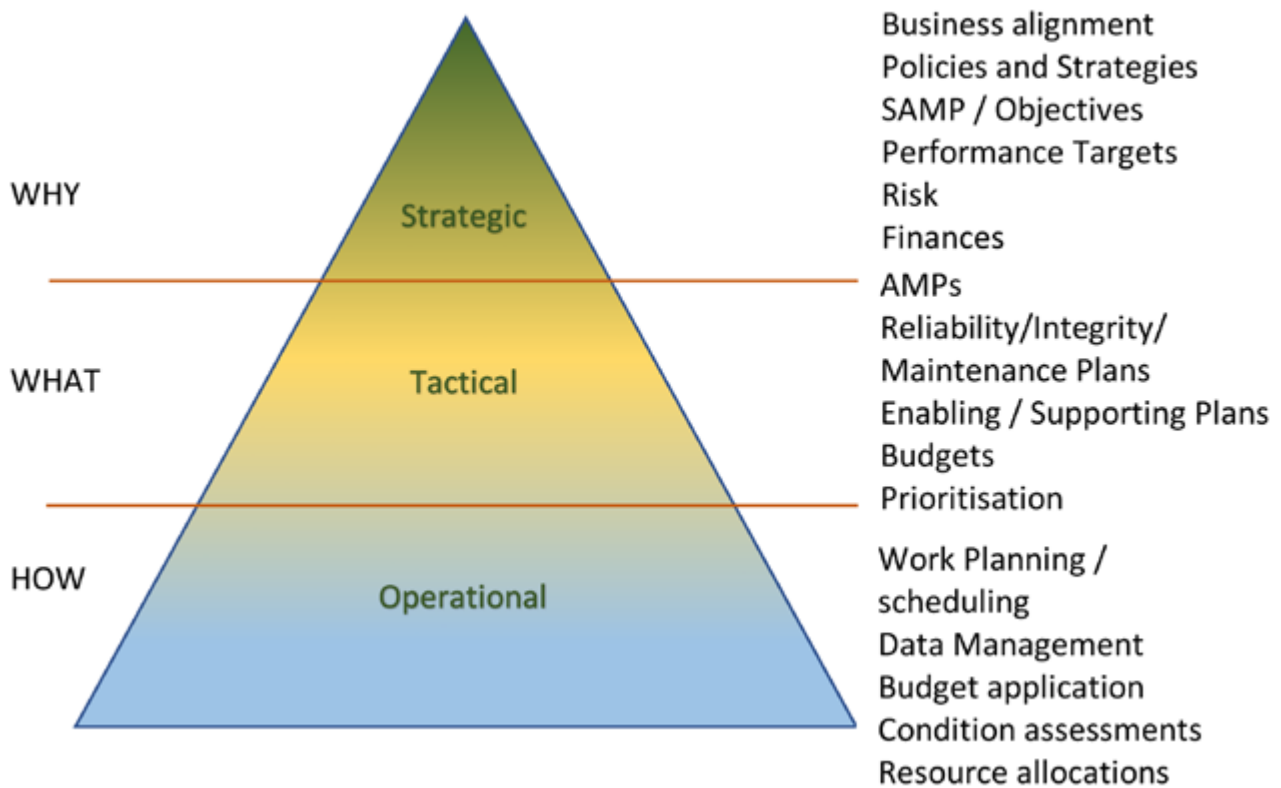 Business alignment
Policies and Strategies
SAMP / Objectives
Performance Targets
WHY
Risk
Strategic
Finances
AMPs
Reliability/Integrity/
WHAT
Maintenance Plans
Tactical
Enabling / Supporting Plans
Budgets
Prioritisation
Work Planning /
HOW
scheduling
Operational
Data Management
Budget application
Condition assessments
Resource allocations